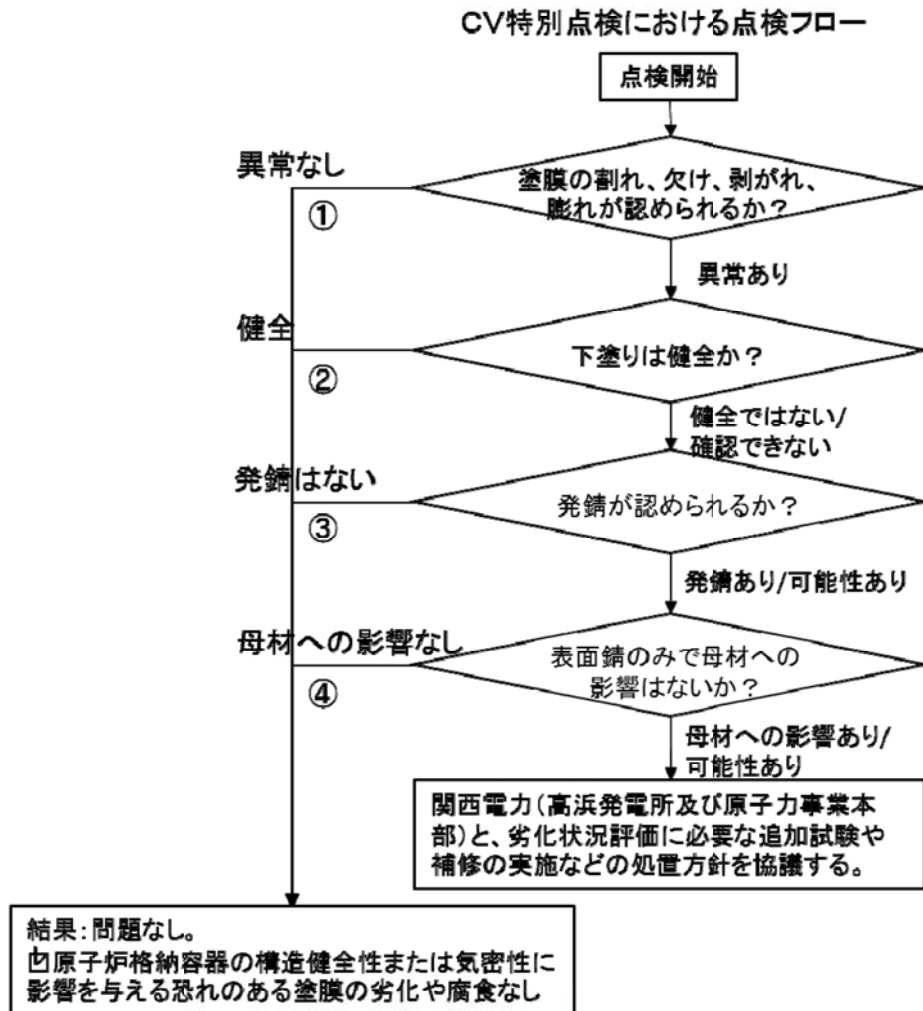 CV特別点検における点検フロー
点検開始
塗膜の割れ、欠け、剥がれ、
膨れが認められるか？
異常なし
①
異常あり
下塗りは健全か？
健全
②
健全ではない/
確認できない
発錆が認められるか？
発錆はない
③
発錆あり/可能性あり
表面錆のみで母材への
影響はないか？
母材への影響なし
④
母材への影響あり/
可能性あり
関西電力（高浜発電所及び原子力事業本
部）と、劣化状況評価に必要な追加試験や
補修の実施などの処置方針を協議する。
結果：問題なし。
原子炉格納容器の構造健全性または気密性に
影響を与える恐れのある塗膜の劣化や腐食なし